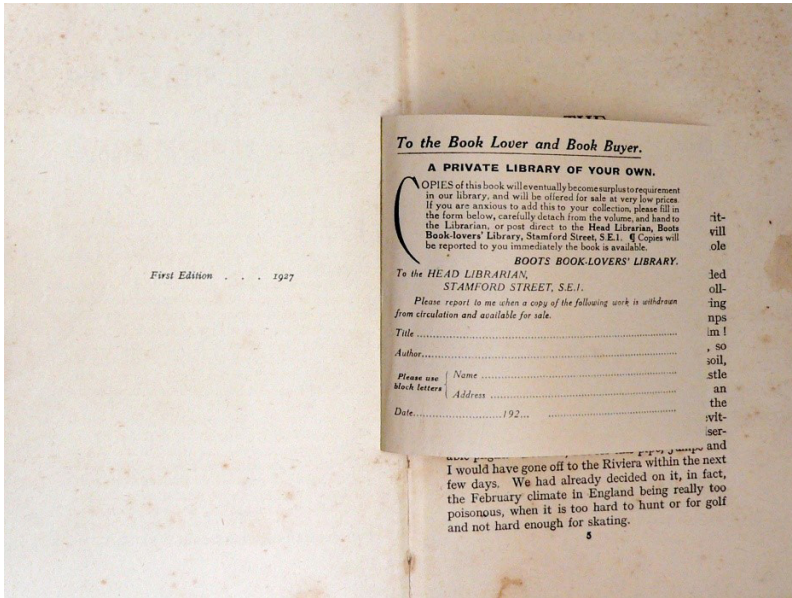 First Edition . . . 1927
To the Book Lover and Book Buyer.
A PRIVATE LIBRARY OF YOUR OWN.
COPIES of this book will eventually become surplus to requirement
in our library, and will be offered for sale at very low prices.
If you are anxious to add this to your collection, please fill in
the form below, carefully detach from the volume, and hand to
the Librarian, or post direct to the Head Librarian, Boots
Book-lovers' Library, Stamford Street, S.E.1. ¶ Copies will
be reported to you immediately the book is available.
BOOTS BOOK-LOVERS' LIBRARY.
To the HEAD LIBRARIAN,
STAMFORD STREET, S.E.1.
Please report to me when a copy of the following work is withdrawn
from circulation and available for sale.
Title
Author
Please use
block letters
Name
Address
Date 192
an
the
and
I would have gone off to the Riviera within the next
few days. We had already decided on it, in fact,
the February climate in England being really too
poisonous, when it is too hard to hunt or for golf
and not hard enough for skating.
5